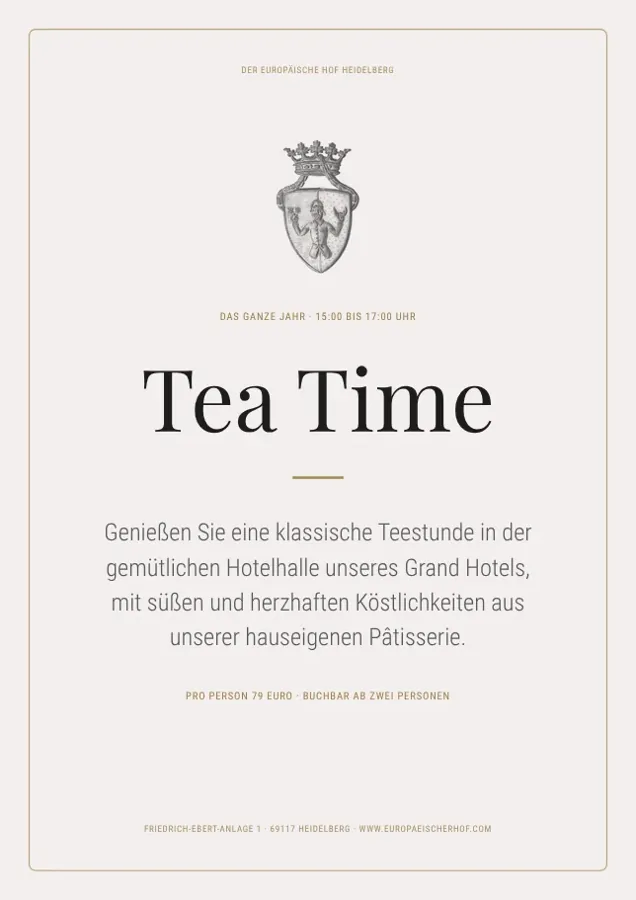 DER EUROPÄISCHE HOF HEIDELBERG
DAS GANZE JAHR · 15:00 BIS 17:00 UHR
Tea Time
Genießen Sie eine klassische Teestunde in der
gemütlichen Hotelhalle unseres Grand Hotels,
mit süßen und herzhaften Köstlichkeiten aus
unserer hauseigenen Pâtisserie.
PRO PERSON 79 EURO · BUCHBAR AB ZWEI PERSONEN
FRIEDRICH-EBERT-ANLAGE 1 · 69117 HEIDELBERG · WWW.EUROPAEISCHERHOF.COM